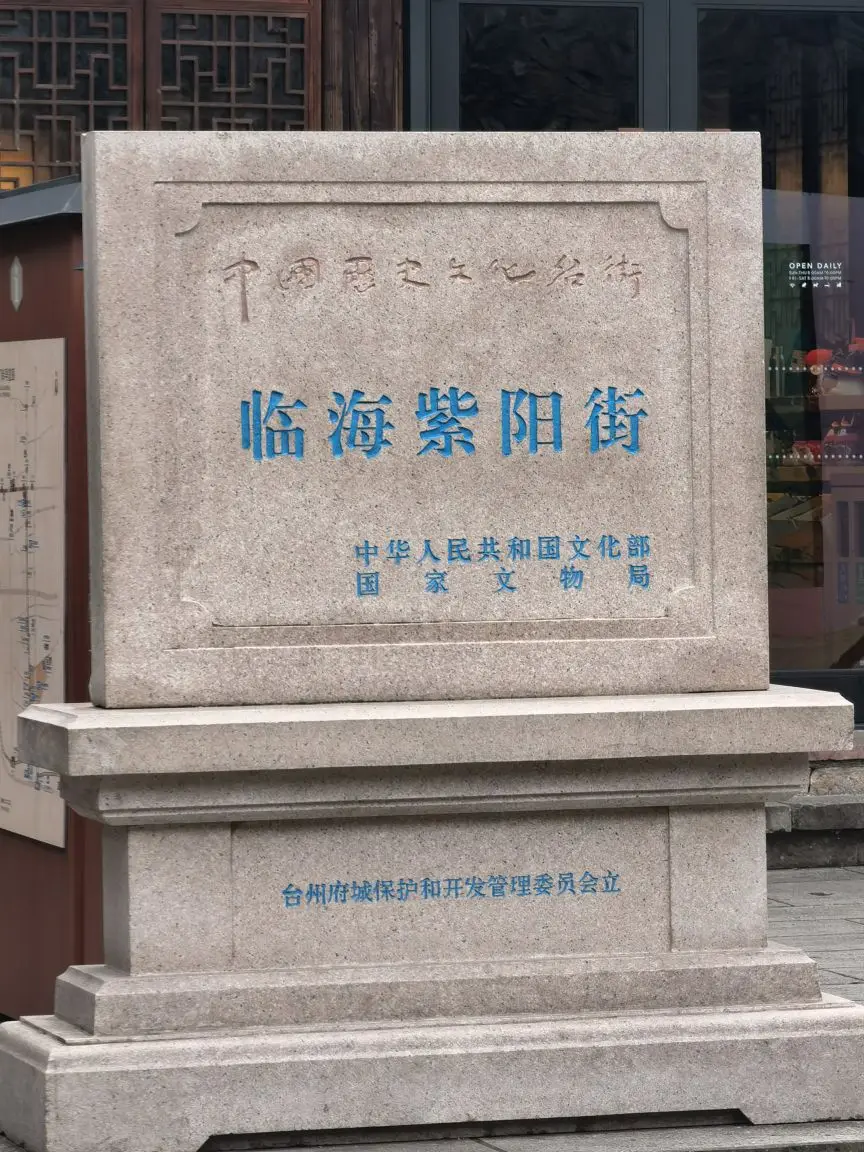 中國歷史文化名街
临海紫阳街
中华人民共和国文化部
国家文物局
台州府城保护和开发管理委员会立
OPEN DAILY